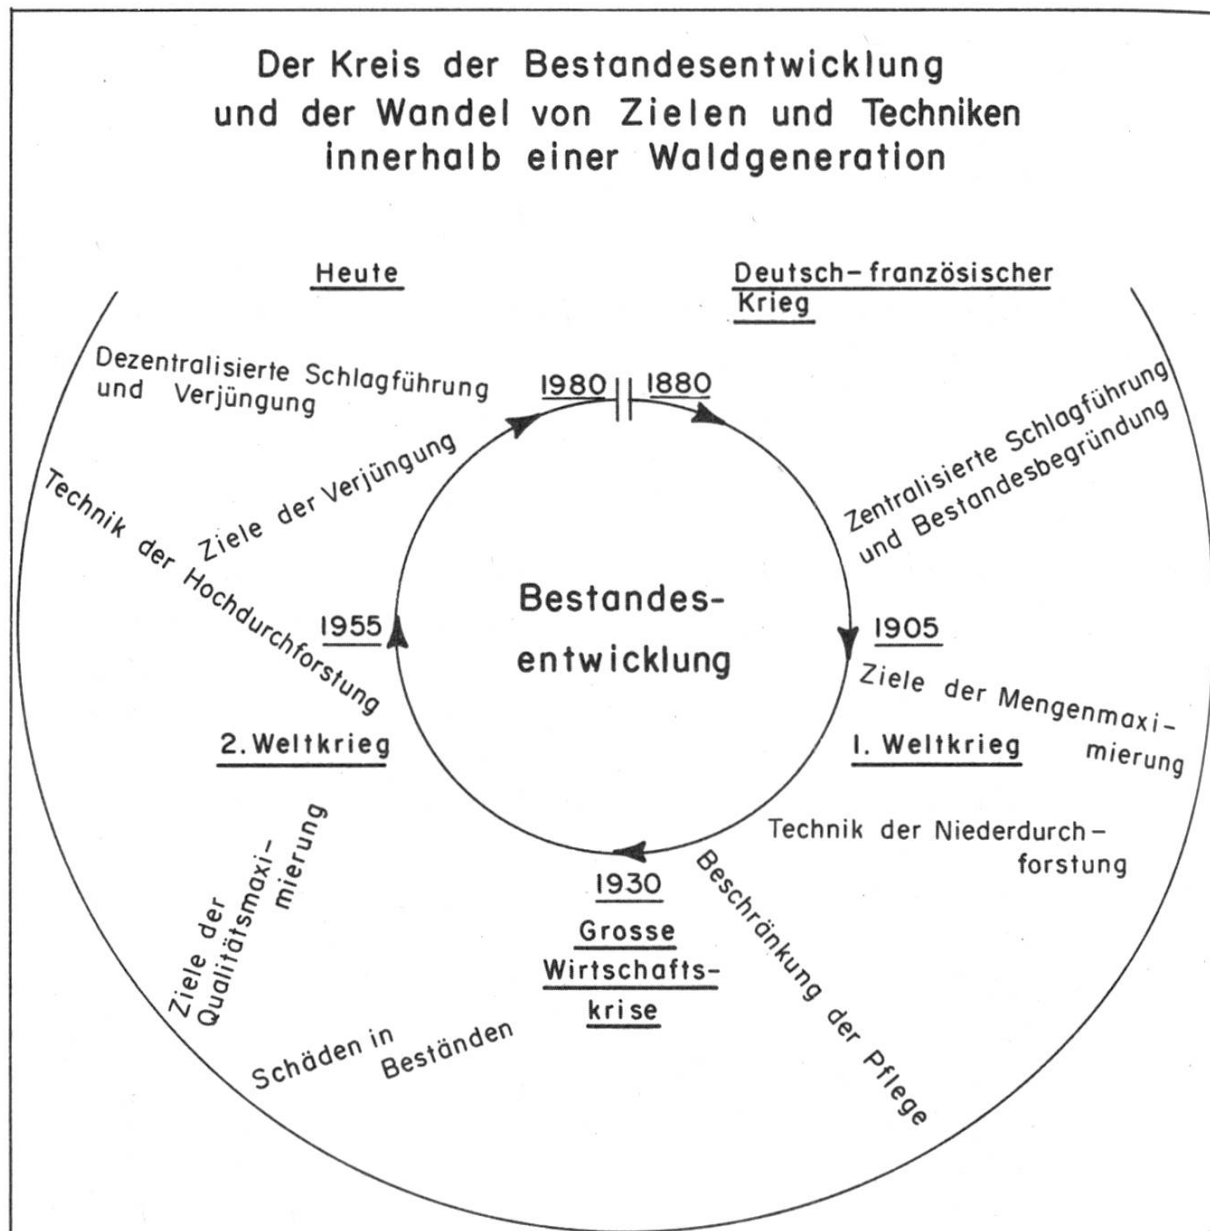 Der Kreis der Bestandesentwicklung
und der Wandel von Zielen und Techniken
innerhalb einer Waldgeneration
Heute
Deutsch-französischer
Krieg
Dezentralisierte Schlagführung
und Verjüngung
1980
1880
Zentralisierte Schlagführung
und Bestandesbegründung
Ziele der Verjüngung
Technik der Hochdurchforstung
Bestandes-
entwicklung
1955
1905
Ziele der Mengenmaxi-
mierung
2. Weltkrieg
1. Weltkrieg
Technik der Niederdurch-
forstung
Ziele der
Qualitätsmaxi-
mierung
1930
Grosse
Wirtschafts-
krise
Beschränkung der Pflege
Schäden in
Beständen